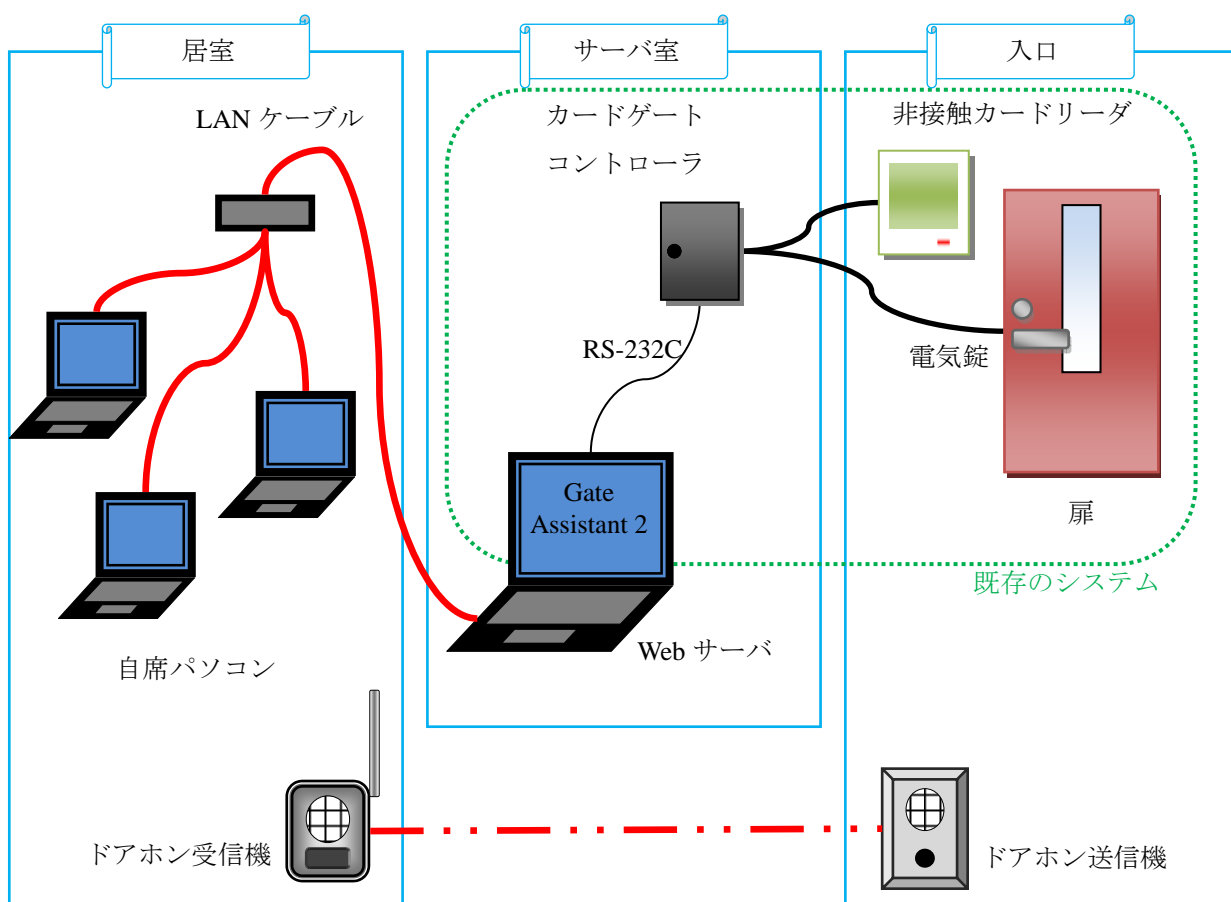 居室
サーバ室
入口
LAN ケーブル
カードゲート
コントローラ
非接触カードリーダ
RS-232C
電気錠
Gate
Assistant 2
扉
既存のシステム
Web サーバ
自席パソコン
ドアホン受信機
ドアホン送信機